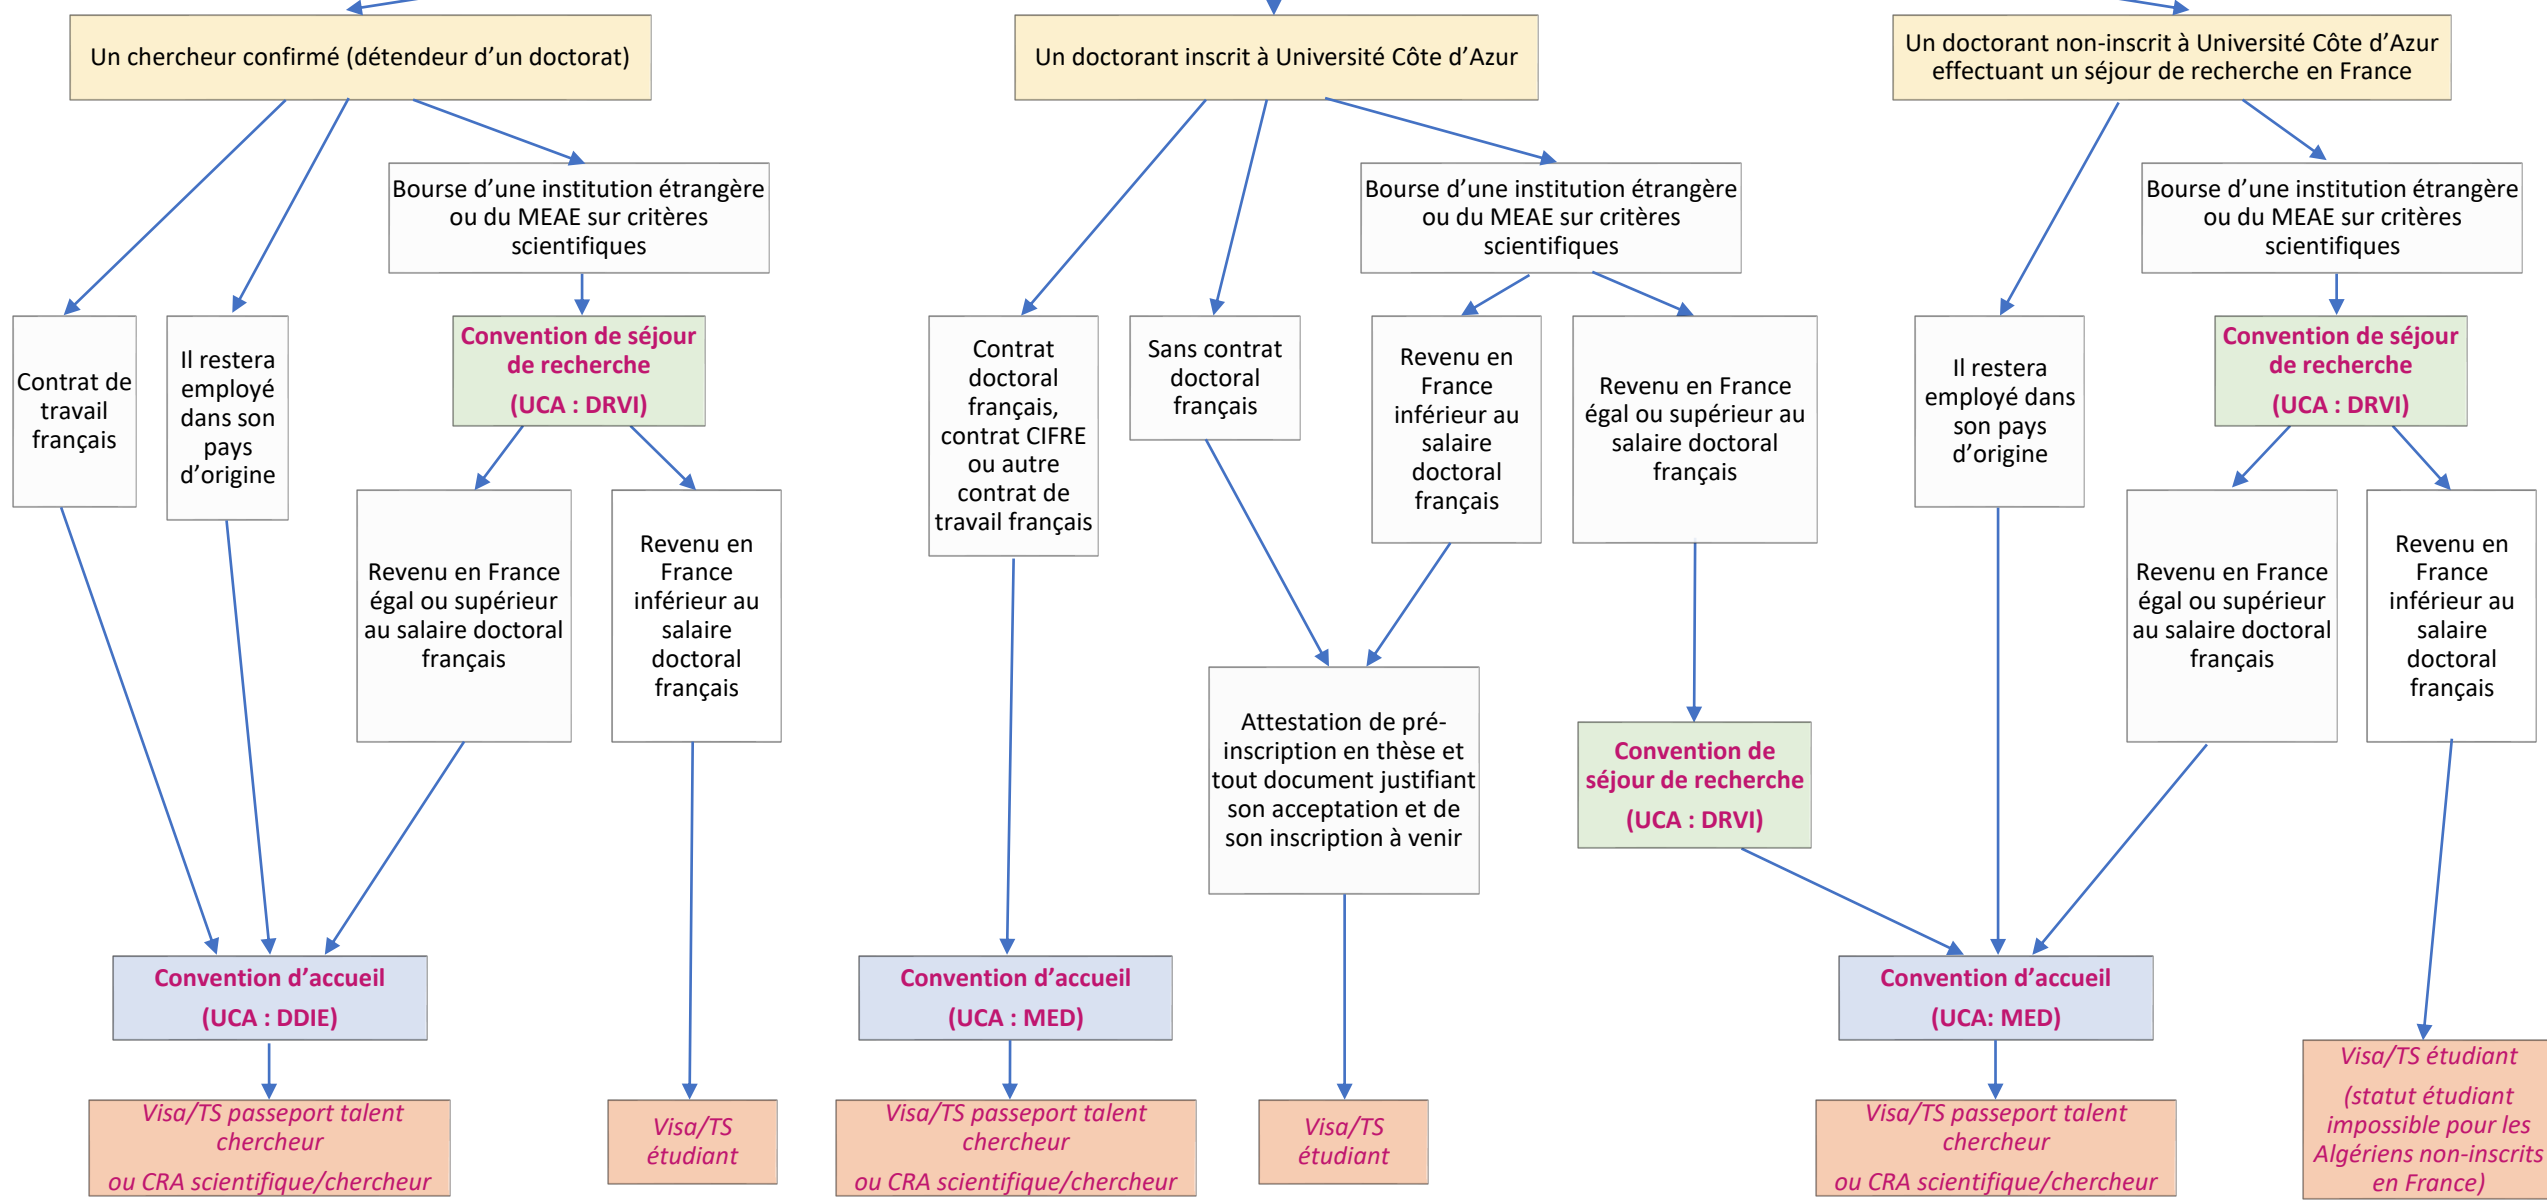 Un chercheur confirmé (détendeur d’un doctorat)
Un doctorant inscrit à Université Côte d’Azur
Un doctorant non-inscrit à Université Côte d’Azur
effectuant un séjour de recherche en France
Bourse d’une institution étrangère
ou du MEAE sur critères
scientifiques
Bourse d’une institution étrangère
ou du MEAE sur critères
scientifiques
Bourse d’une institution étrangère
ou du MEAE sur critères
scientifiques
Contrat de
travail
français
Il restera
employé
dans son
pays
d’origine
Convention de séjour
de recherche
(UCA : DRVI)
Contrat
doctoral
français,
contrat CIFRE
ou autre
contrat de
travail français
Sans contrat
doctoral
français
Revenu en
France
inférieur au
salaire
doctoral
français
Revenu en France
égal ou supérieur au
salaire doctoral
français
Il restera
employé dans
son pays
d’origine
Convention de séjour
de recherche
(UCA : DRVI)
Revenu en France
égal ou supérieur
au salaire doctoral
français
Revenu en
France
inférieur au
salaire
doctoral
français
Attestation de pré-
inscription en thèse et
tout document justifiant
son acceptation et de
son inscription à venir
Convention de
séjour de recherche
(UCA : DRVI)
Revenu en France
égal ou supérieur
au salaire doctoral
français
Revenu en
France
inférieur au
salaire
doctoral
français
Convention d’accueil
(UCA : DDIE)
Convention d’accueil
(UCA : MED)
Convention d’accueil
(UCA: MED)
Visa/TS passeport talent
chercheur
ou CRA scientifique/chercheur
Visa/TS
étudiant
Visa/TS passeport talent
chercheur
ou CRA scientifique/chercheur
Visa/TS
étudiant
Visa/TS passeport talent
chercheur
ou CRA scientifique/chercheur
Visa/TS étudiant
(statut étudiant
impossible pour les
Algériens non-inscrits
en France)